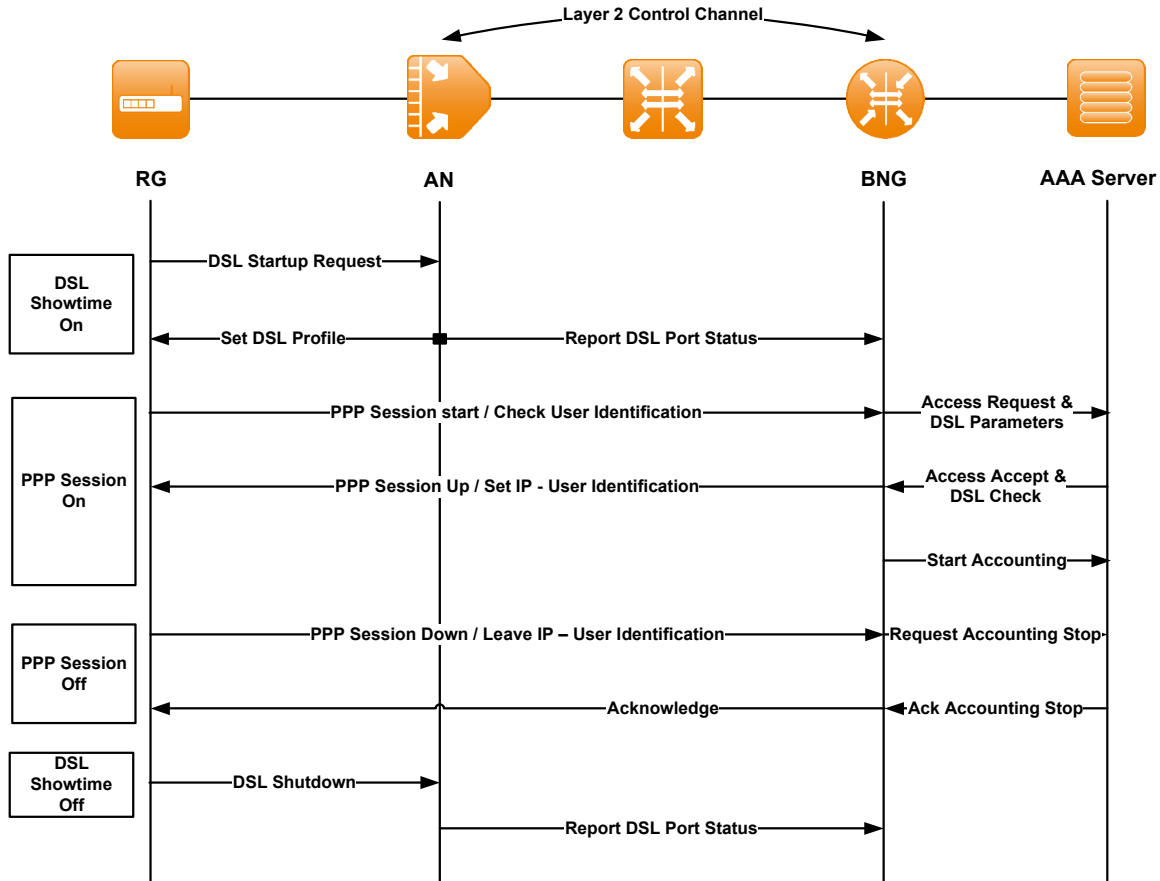 Layer 2 Control Channel
RG
AN
BNG
AAA Server
DSL
Showtime
On
DSL Startup Request
Set DSL Profile
Report DSL Port Status
PPP Session
On
PPP Session start / Check User Identification
Access Request &
DSL Parameters
PPP Session Up / Set IP - User Identification
Access Accept &
DSL Check
Start Accounting
PPP Session
Off
PPP Session Down / Leave IP – User Identification
Request Accounting Stop
Acknowledge
Ack Accounting Stop
DSL
Showtime
Off
DSL Shutdown
Report DSL Port Status